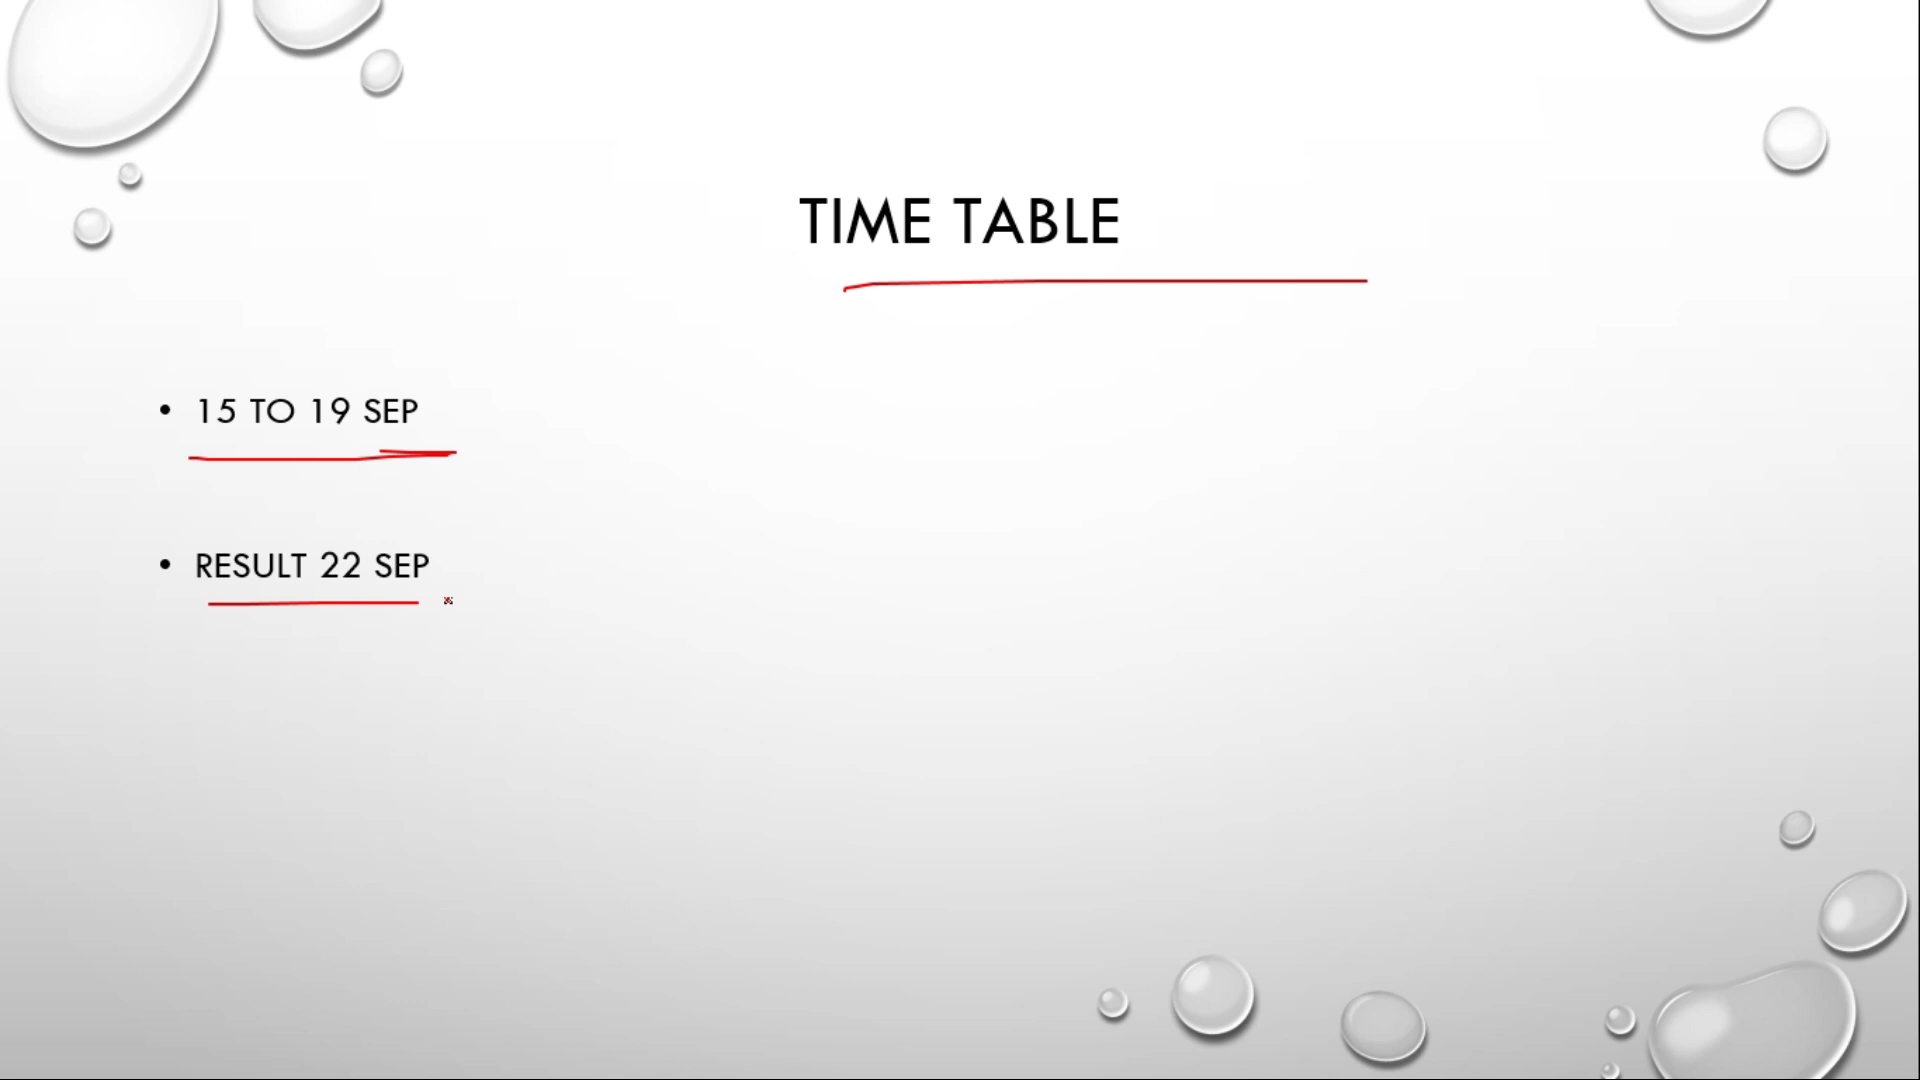 TIME TABLE
• 15 TO 19 SEP
• RESULT 22 SEP